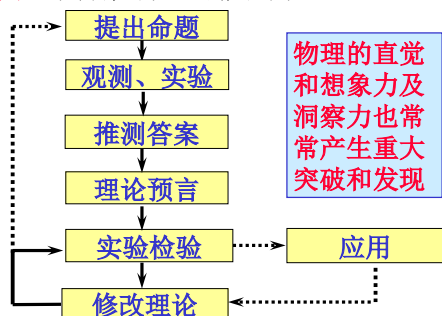 提出命题
观测、实验
推测答案
理论预言
实验检验
应用
修改理论
物理的直觉
和想象力及
洞察力也常
常产生重大
突破和发现